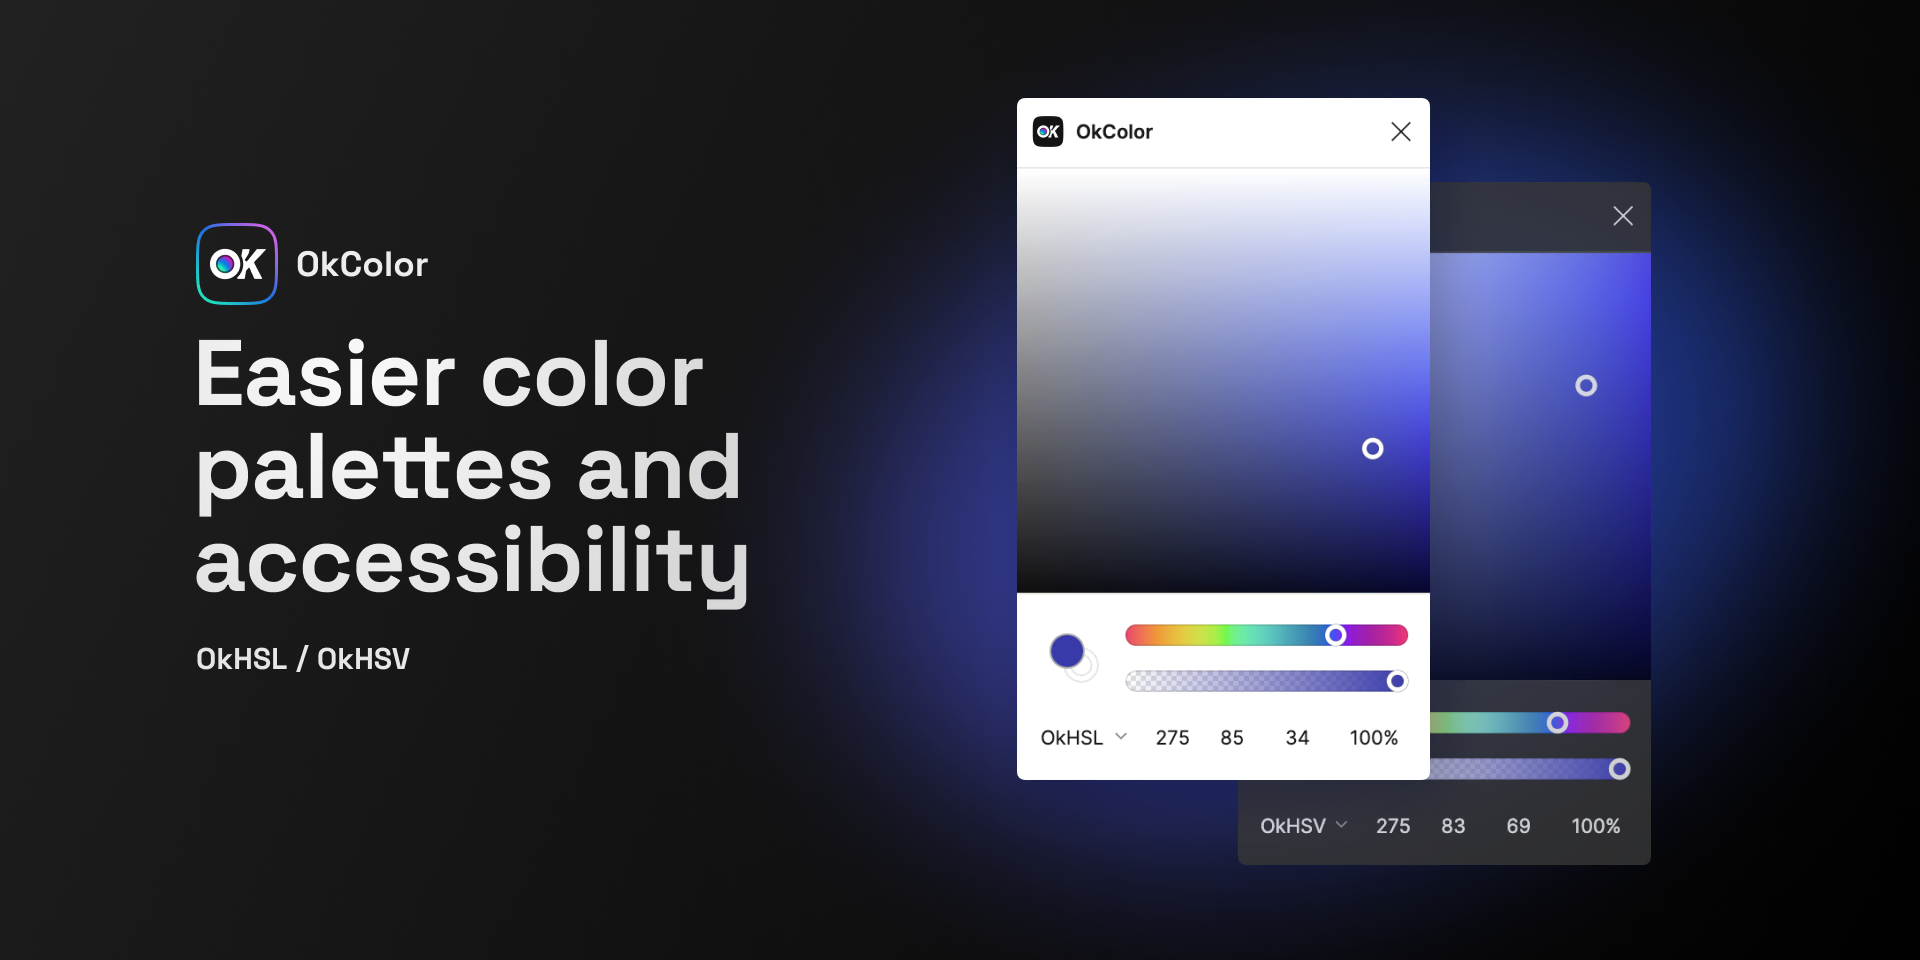 OK OkColor
Easier color
palettes and
accessibility
OkHSL / OkHSV
OK OkColor
OkHSL 275 85 34 100%
OkHSV 275 83 69 100%